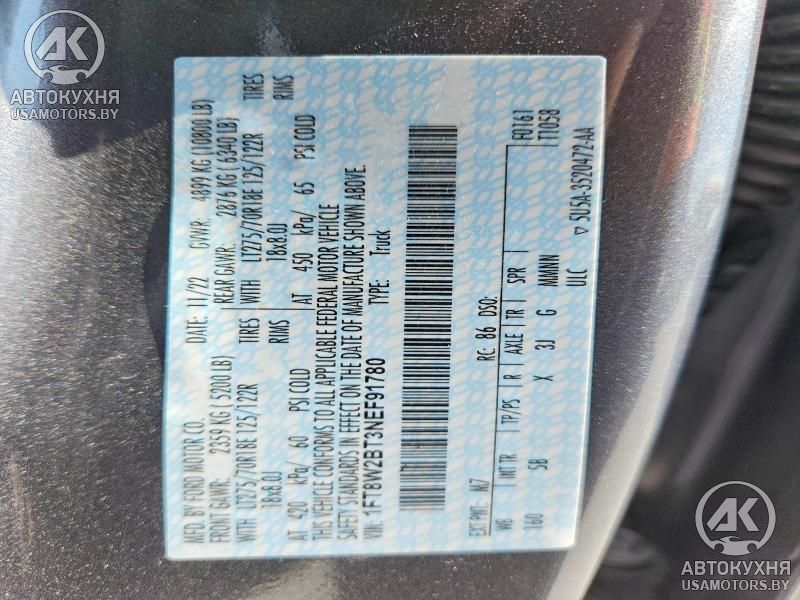 MFD. BY FORD MOTOR CO.
DATE: 11/22 GVWR: 4899 KG (10800 LB)
FRONT GAWR: 2359 KG (5200 LB)
REAR GAWR: 2876 KG (6340 LB)
WITH LT275/70R18E 125/122R TIRES
WITH LT275/70R18E 125/122R TIRES
18x8.0J RIMS
18x8.0J RIMS
AT 420 kPa/ 60 PSI COLD
AT 450 kPa/ 65 PSI COLD
THIS VEHICLE CONFORMS TO ALL APPLICABLE FEDERAL MOTOR VEHICLE
SAFETY STANDARDS IN EFFECT ON THE DATE OF MANUFACTURE SHOWN ABOVE.
VIN: 1FT8W2BT3NEF91780
TYPE: Truck
F0161
T1058
EXT PNT: M7 RC: 86 DSO:
WB INT TR TP/PS R AXLE TR SPR
160 5B X 3J G MMNNN
ULC
▽ 5U5A-3520472-AA
AK
АВТОКУХНЯ
USAMOTORS.BY
AK
АВТОКУХНЯ
USAMOTORS.BY